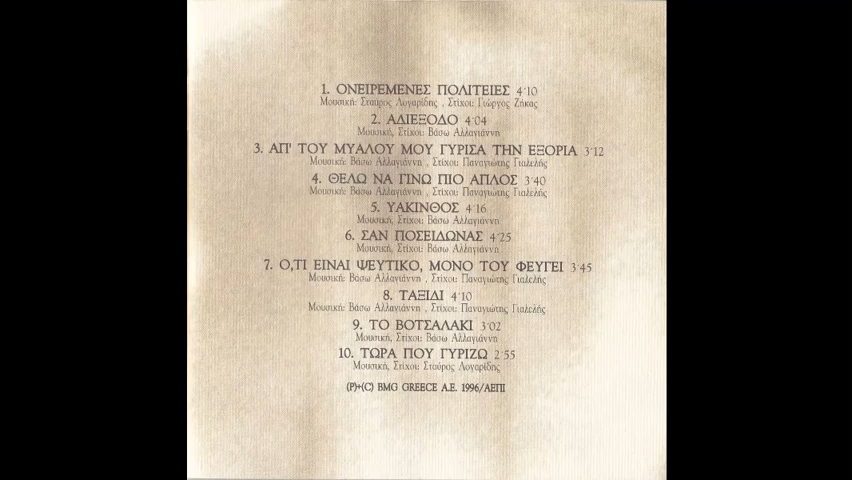 1. ΟΝΕΙΡΕΜΕΝΕΣ ΠΟΛΙΤΕΙΕΣ 4΄10
Μουσική: Σταύρος Λογαρίδης , Στίχοι: Γιώργος Ζήκας
2. ΑΔΙΕΞΟΔΟ 4΄04
Μουσική, Στίχοι: Βάσω Αλλαγιάννη
3. ΑΠ' ΤΟΥ ΜΥΑΛΟΥ ΜΟΥ ΓΥΡΙΣΑ ΤΗΝ ΕΞΟΡΙΑ 3΄12
Μουσική: Βάσω Αλλαγιάννη , Στίχοι: Παναγιώτης Γιαλελής
4. ΘΕΛΩ ΝΑ ΓΙΝΩ ΠΙΟ ΑΠΛΟΣ 3΄40
Μουσική: Βάσω Αλλαγιάννη , Στίχοι: Παναγιώτης Γιαλελής
5. ΥΑΚΙΝΘΟΣ 4΄16
Μουσική, Στίχοι: Βάσω Αλλαγιάννη
6. ΣΑΝ ΠΟΣΕΙΔΩΝΑΣ 4΄25
Μουσική, Στίχοι: Βάσω Αλλαγιάννη
7. Ο,ΤΙ ΕΙΝΑΙ ΨΕΥΤΙΚΟ, ΜΟΝΟ ΤΟΥ ΦΕΥΓΕΙ 3΄45
Μουσική: Βάσω Αλλαγιάννη , Στίχοι: Παναγιώτης Γιαλελής
8. ΤΑΞΙΔΙ 4΄10
Μουσική: Βάσω Αλλαγιάννη , Στίχοι: Παναγιώτης Γιαλελής
9. ΤΟ ΒΟΤΣΑΛΑΚΙ 3΄02
Μουσική, Στίχοι: Βάσω Αλλαγιάννη
10. ΤΩΡΑ ΠΟΥ ΓΥΡΙΖΩ 2΄55
Μουσική, Στίχοι: Σταύρος Λογαρίδης
(P)+(C) BMG GREECE A.E. 1996/ΑΕΠΙ